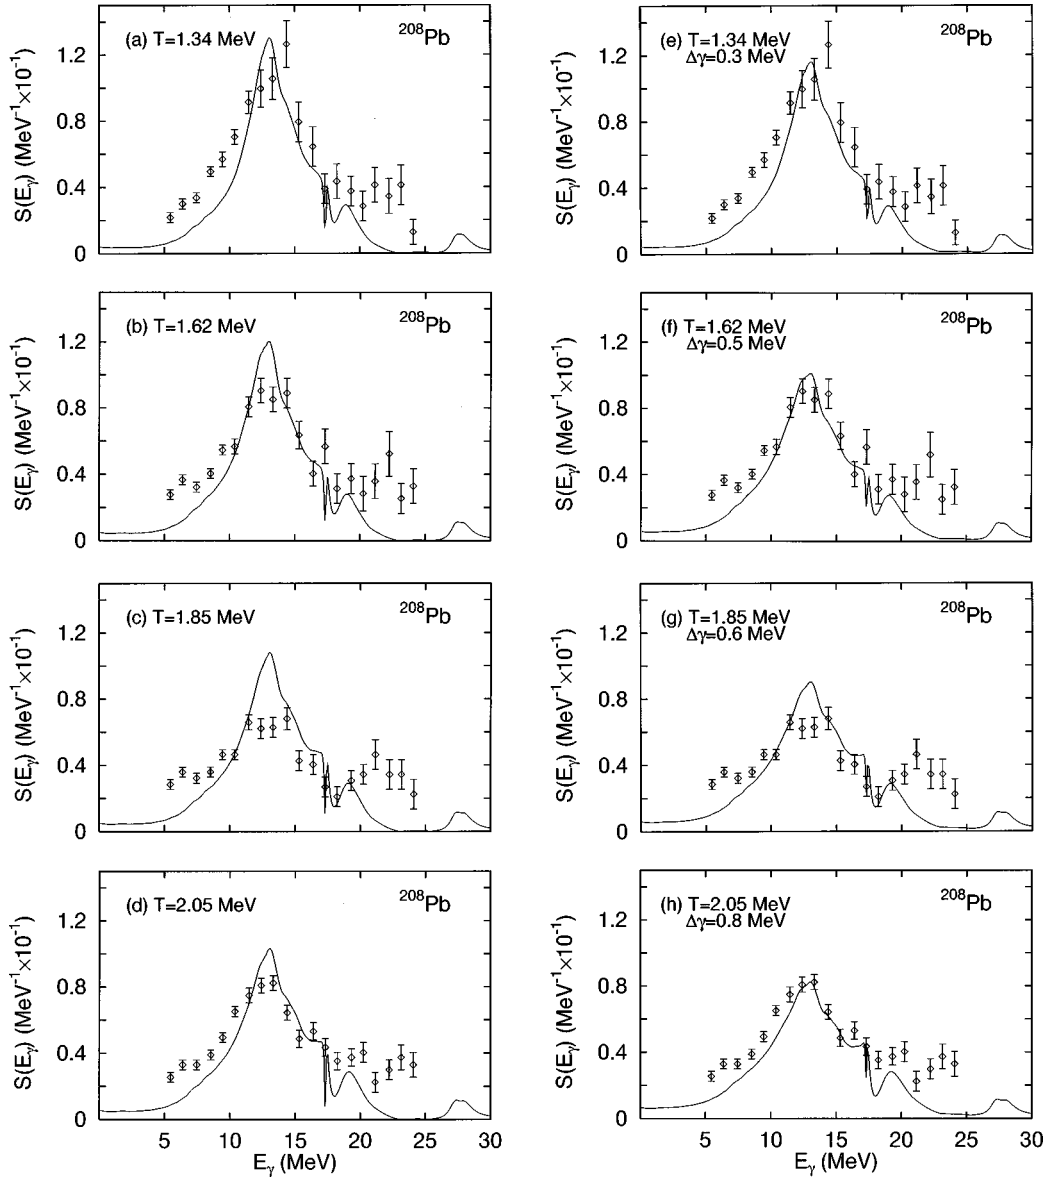 (a) T=1.34 MeV
²⁰⁸Pb
S(Eγ) (MeV⁻¹×10⁻¹)
1.2
0.8
0.4
0
(e) T=1.34 MeV
Δγ=0.3 MeV
²⁰⁸Pb
S(Eγ) (MeV⁻¹×10⁻¹)
1.2
0.8
0.4
0
(b) T=1.62 MeV
²⁰⁸Pb
S(Eγ) (MeV⁻¹×10⁻¹)
1.2
0.8
0.4
0
(f) T=1.62 MeV
Δγ=0.5 MeV
²⁰⁸Pb
S(Eγ) (MeV⁻¹×10⁻¹)
1.2
0.8
0.4
0
(c) T=1.85 MeV
²⁰⁸Pb
S(Eγ) (MeV⁻¹×10⁻¹)
1.2
0.8
0.4
0
(g) T=1.85 MeV
Δγ=0.6 MeV
²⁰⁸Pb
S(Eγ) (MeV⁻¹×10⁻¹)
1.2
0.8
0.4
0
(d) T=2.05 MeV
²⁰⁸Pb
S(Eγ) (MeV⁻¹×10⁻¹)
1.2
0.8
0.4
0
5 10 15 20 25 30
Eγ (MeV)
(h) T=2.05 MeV
Δγ=0.8 MeV
²⁰⁸Pb
S(Eγ) (MeV⁻¹×10⁻¹)
1.2
0.8
0.4
0
5 10 15 20 25 30
Eγ (MeV)